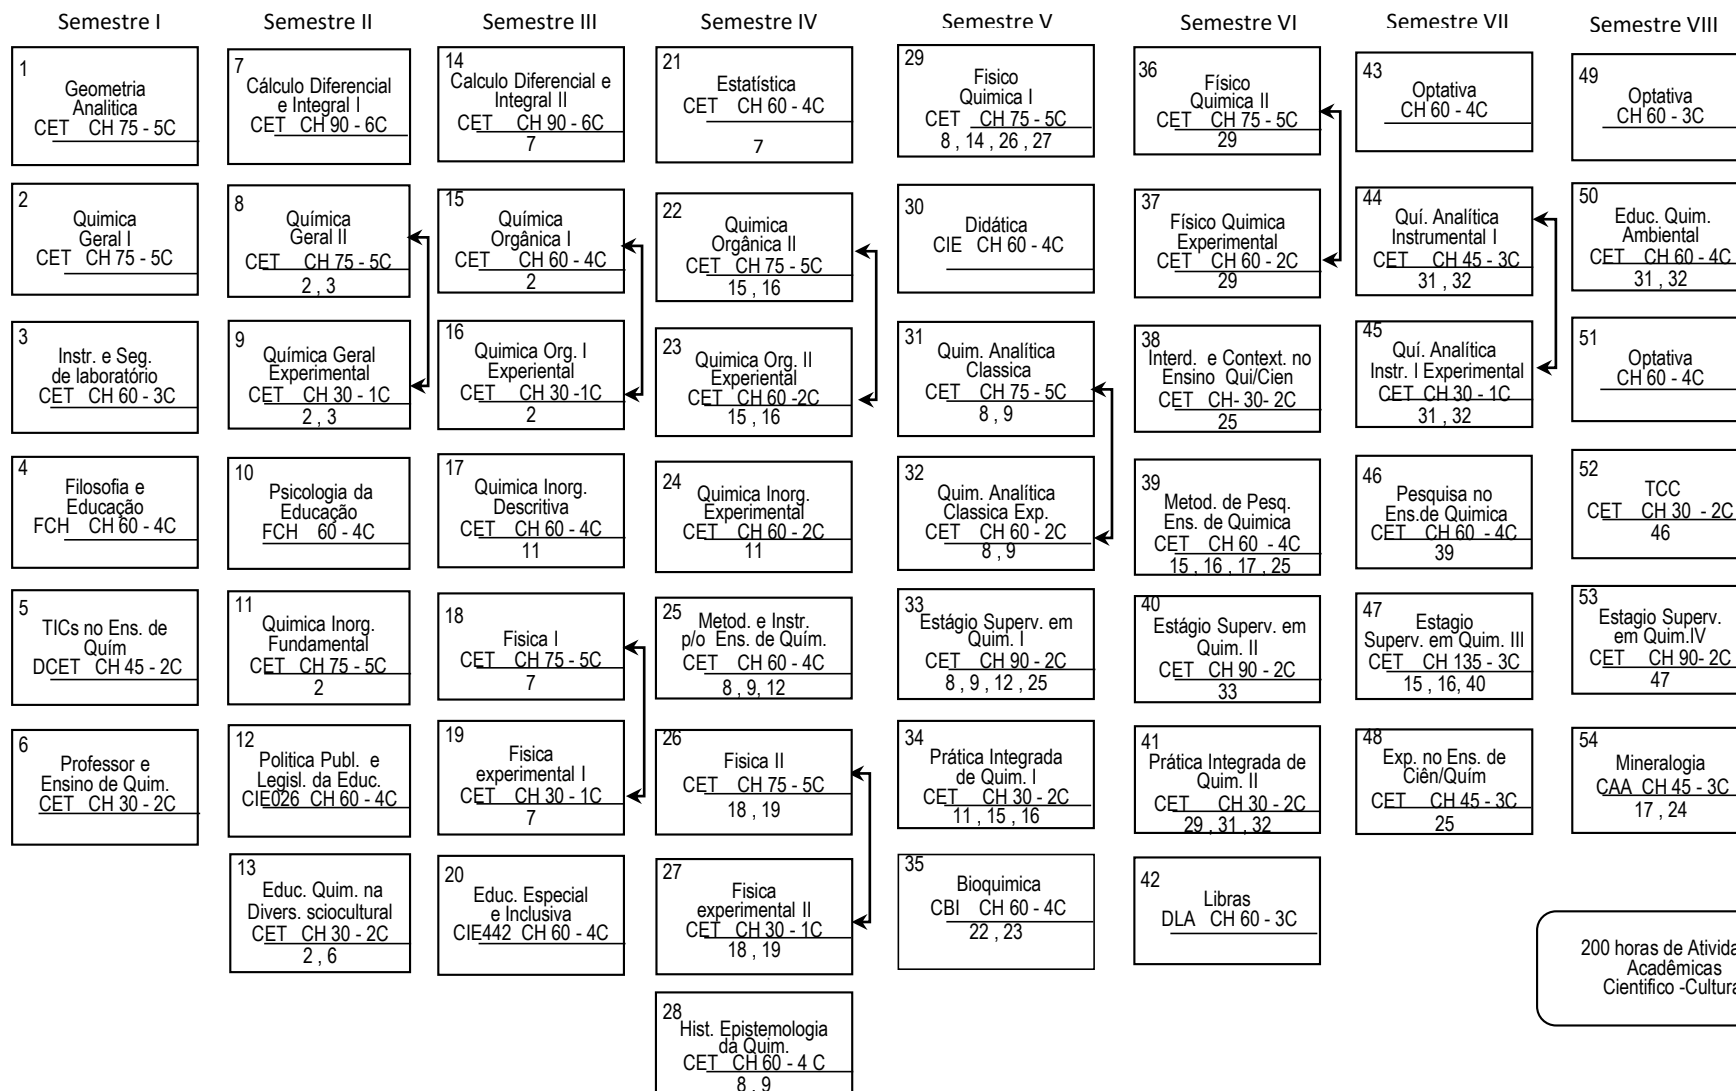 Semestre I
1
Geometria
Analitica
CET CH 75 - 5C
2
Quimica
Geral I
CET CH 75 - 5C
3
Instr. e Seg.
de laboratório
CET CH 60 - 3C
4
Filosofia e
Educação
FCH CH 60 - 4C
5
TICs no Ens. de
Quím
DCET CH 45 - 2C
6
Professor e
Ensino de Quim.
CET CH 30 - 2C
Semestre II
7
Cálculo Diferencial
e Integral I
CET CH 90 - 6C
8
Química
Geral II
CET CH 75 - 5C
2 , 3
9
Química Geral
Experimental
CET CH 30 - 1C
2 , 3
10
Psicologia da
Educação
FCH 60 - 4C
11
Quimica Inorg.
Fundamental
CET CH 75 - 5C
2
12
Politica Publ. e
Legisl. da Educ.
CIE026 CH 60 - 4C
13
Educ. Quim. na
Divers. sciocultural
CET CH 30 - 2C
2 , 6
Semestre III
14
Calculo Diferencial e
Integral II
CET CH 90 - 6C
7
15
Química
Orgânica I
CET CH 60 - 4C
2
16
Quimica Org. I
Experiental
CET CH 30 -1C
2
17
Quimica Inorg.
Descritiva
CET CH 60 - 4C
11
18
Fisica I
CET CH 75 - 5C
7
19
Fisica
experimental I
CET CH 30 - 1C
7
20
Educ. Especial
e Inclusiva
CIE442 CH 60 - 4C
Semestre IV
21
Estatística
CET CH 60 - 4C
7
22
Quimica
Orgânica II
CET CH 75 - 5C
15 , 16
23
Quimica Org. II
Experiental
CET CH 60 -2C
15 , 16
24
Quimica Inorg.
Experimental
CET CH 60 - 2C
11
25
Metod. e Instr.
p/o Ens. de Quím.
CET CH 60 - 4C
8 , 9, 12
26
Fisica II
CET CH 75 - 5C
18 , 19
27
Fisica
experimental II
CET CH 30 - 1C
18 , 19
28
Hist. Epistemologia
da Quim.
CET CH 60 - 4 C
8 , 9
Semestre V
29
Fisico
Quimica I
CET CH 75 - 5C
8 , 14 , 26 , 27
30
Didática
CIE CH 60 - 4C
31
Quim. Analítica
Classica
CET CH 75 - 5C
8 , 9
32
Quim. Analítica
Classica Exp.
CET CH 60 - 2C
8 , 9
33
Estágio Superv. em
Quim. I
CET CH 90 - 2C
8 , 9 , 12 , 25
34
Prática Integrada
de Quim. I
CET CH 30 - 2C
11 , 15 , 16
35
Bioquimica
CBI CH 60 - 4C
22 , 23
Semestre VI
36
Físico
Quimica II
CET CH 75 - 5C
29
37
Físico Quimica
Experimental
CET CH 60 - 2C
29
38
Interd. e Context. no
Ensino Qui/Cien
CET CH- 30- 2C
25
39
Metod. de Pesq.
Ens. de Quimica
CET CH 60 - 4C
15 , 16 , 17 , 25
40
Estágio Superv. em
Quim. II
CET CH 90 - 2C
33
41
Prática Integrada de
Quim. II
CET CH 30 - 2C
29 , 31 , 32
42
Libras
DLA CH 60 - 3C
Semestre VII
43
Optativa
CH 60 - 4C
44
Quí. Analítica
Instrumental I
CET CH 45 - 3C
31 , 32
45
Quí. Analítica
Instr. I Experimental
CET CH 30 - 1C
31 , 32
46
Pesquisa no
Ens.de Quimica
CET CH 60 - 4C
39
47
Estagio
Superv. em Quim. III
CET CH 135 - 3C
15 , 16, 40
48
Exp. no Ens. de
Ciên/Quím
CET CH 45 - 3C
25
Semestre VIII
49
Optativa
CH 60 - 3C
50
Educ. Quim.
Ambiental
CET CH 60 - 4C
31 , 32
51
Optativa
CH 60 - 4C
52
TCC
CET CH 30 - 2C
46
53
Estagio Superv.
em Quim.IV
CET CH 90- 2C
47
54
Mineralogia
CAA CH 45 - 3C
17 , 24
200 horas de Ativida
Acadêmicas
Cientifico -Cultura